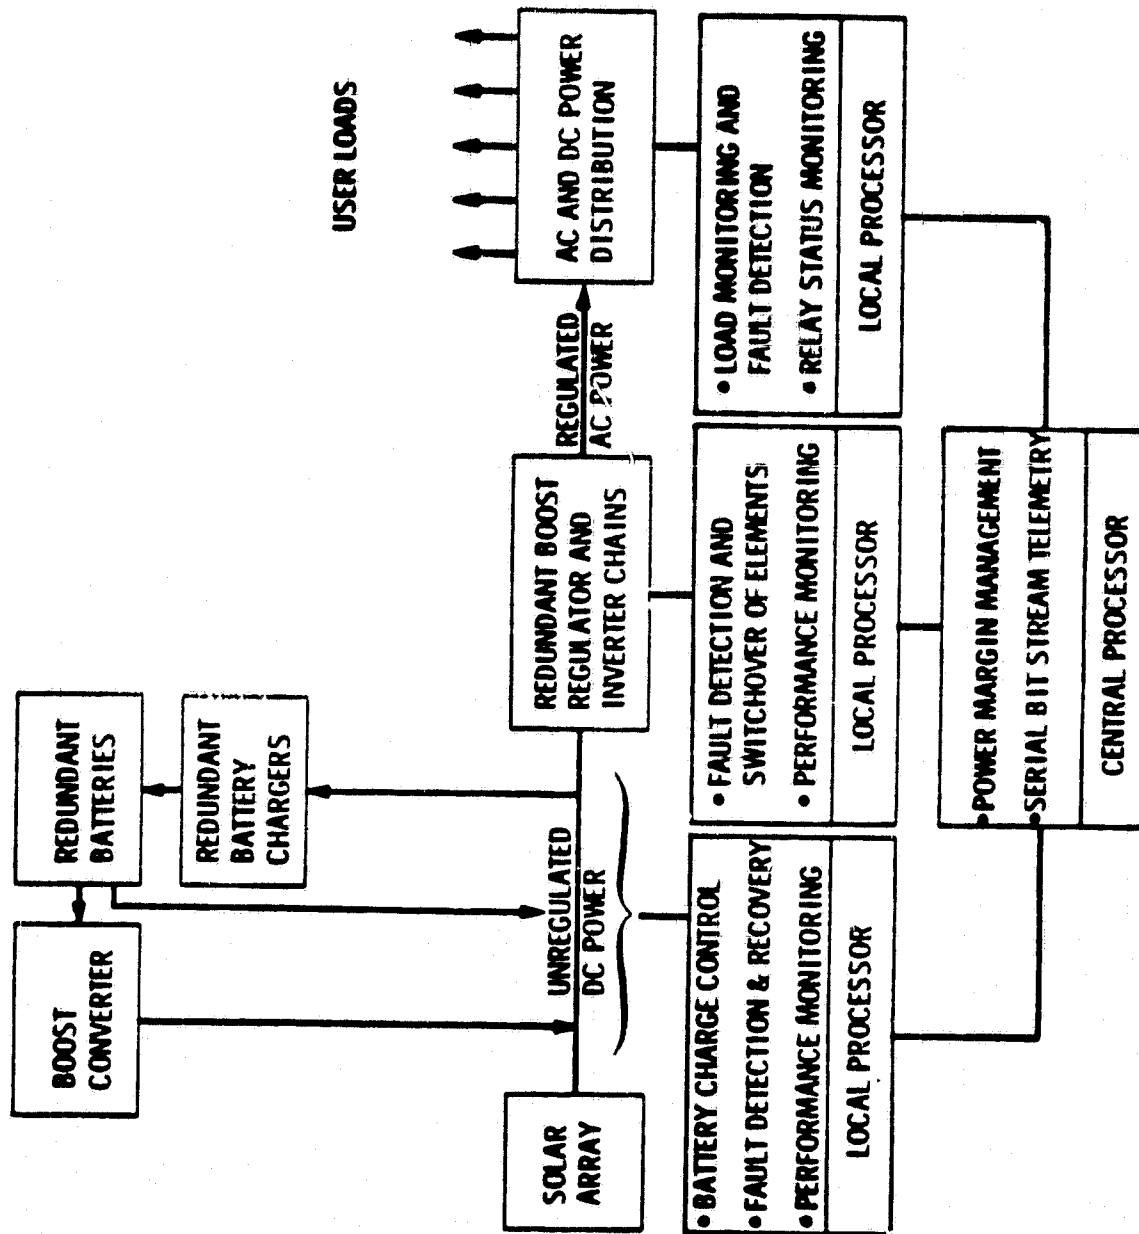 BOOST
CONVERTER
REDUNDANT
BATTERIES
REDUNDANT
BATTERY
CHARGERS
USER LOADS
SOLAR
ARRAY
UNREGULATED
DC POWER
REDUNDANT BOOST
REGULATOR AND
INVERTER CHAINS
REGULATED
AC POWER
AC AND DC POWER
DISTRIBUTION
• BATTERY CHARGE CONTROL
• FAULT DETECTION & RECOVERY
• PERFORMANCE MONITORING
LOCAL PROCESSOR
• FAULT DETECTION AND
SWITCHOVER OF ELEMENTS
• PERFORMANCE MONITORING
LOCAL PROCESSOR
• LOAD MONITORING AND
FAULT DETECTION
• RELAY STATUS MONITORING
LOCAL PROCESSOR
• POWER MARGIN MANAGEMENT
• SERIAL BIT STREAM TELEMETRY
CENTRAL PROCESSOR